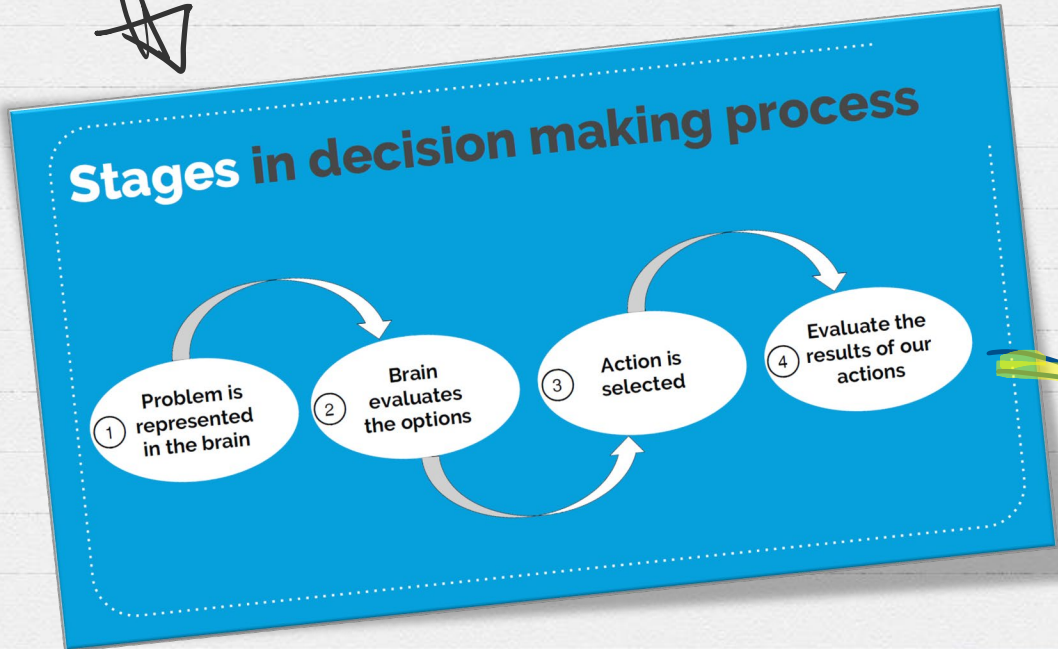 Stages in decision making process
1
Problem is
represented
in the brain
2
Brain
evaluates
the options
3
Action is
selected
4
Evaluate the
results of our
actions